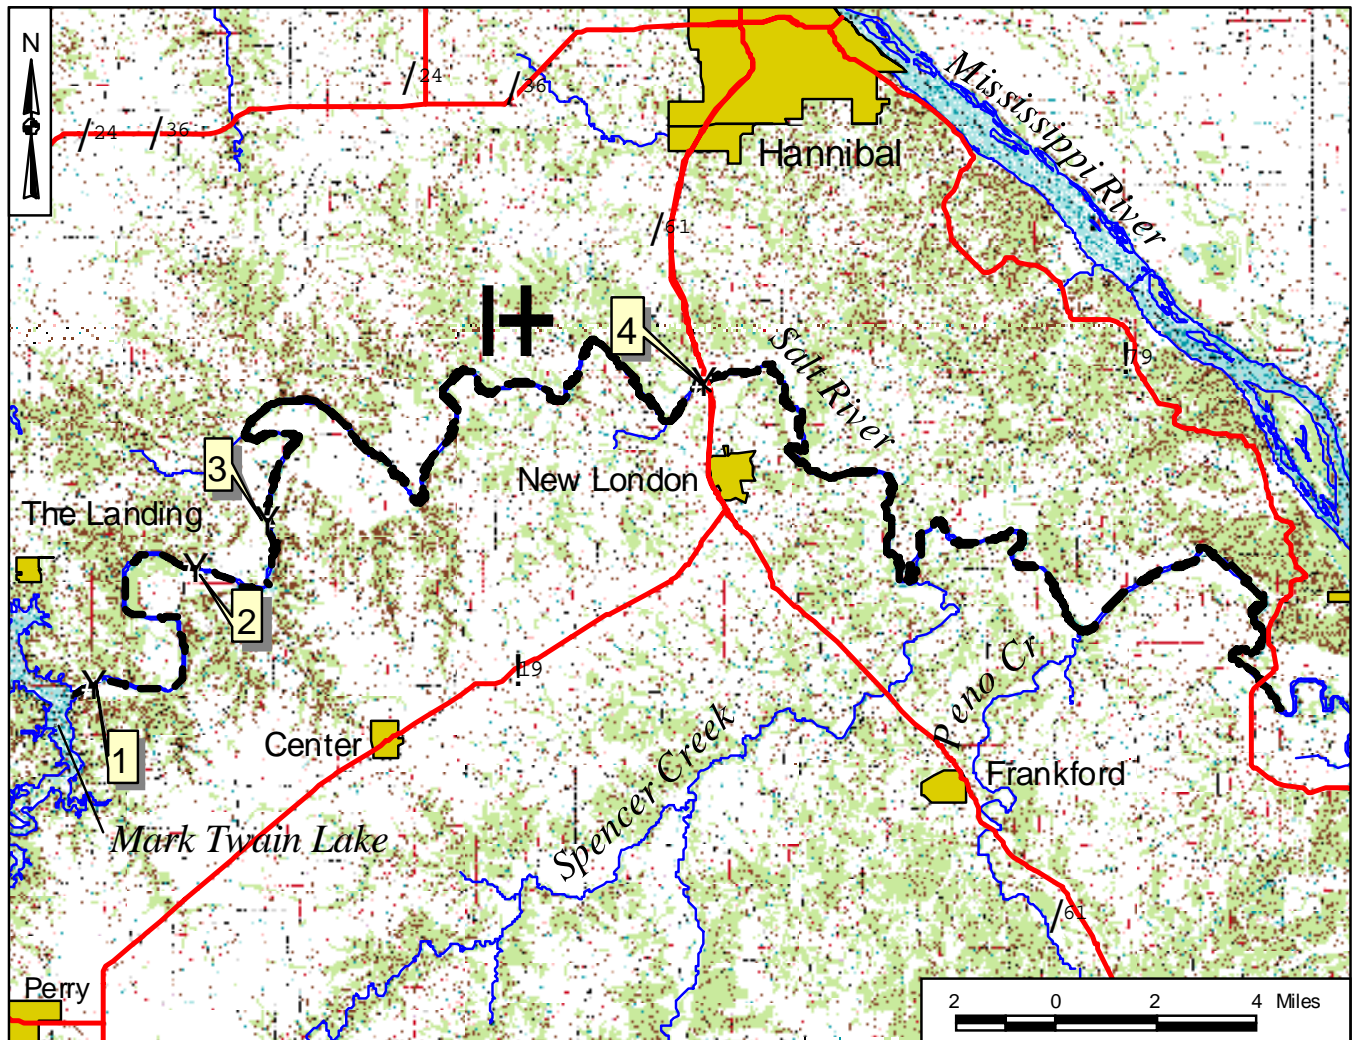 N
24
36
24
36
Mississippi River
Hannibal
61
4
Salt River
79
3
New London
The Landing
2
19
Peno Cr
1
Center
Spencer Creek
Frankford
Mark Twain Lake
61
Perry
2 0 2 4 Miles